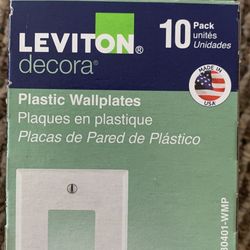 LEVITON®
decora®
10 Pack
unités
Unidades
MADE IN
USA
Plastic Wallplates
Plaques en plastique
Placas de Pared de Plástico
80401-WMP